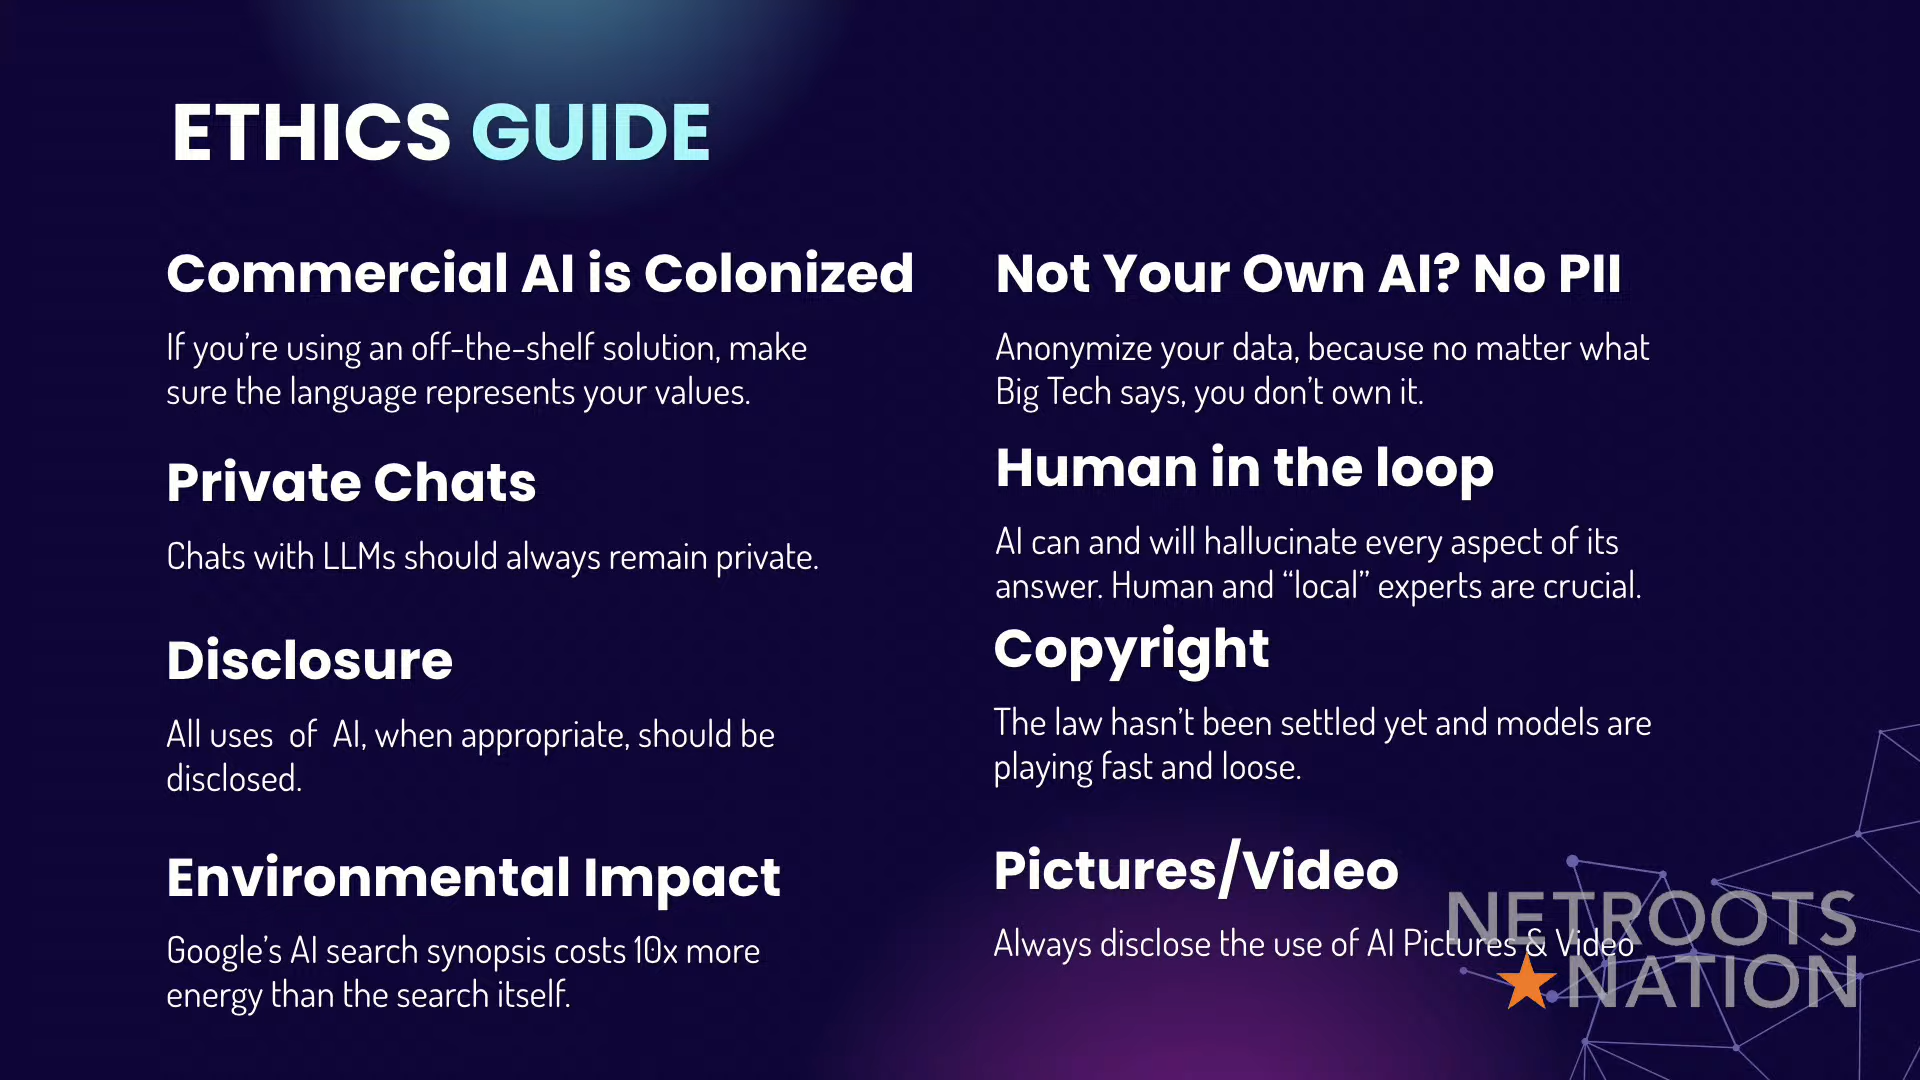 ETHICS GUIDE
Commercial AI is Colonized
If you're using an off-the-shelf solution, make
sure the language represents your values.
Private Chats
Chats with LLMs should always remain private.
Disclosure
All uses  of  AI, when appropriate, should be
disclosed.
Environmental Impact
Google's AI search synopsis costs 10x more
energy than the search itself.
Not Your Own AI? No PII
Anonymize your data, because no matter what
Big Tech says, you don't own it.
Human in the loop
AI can and will hallucinate every aspect of its
answer. Human and “local” experts are crucial.
Copyright
The law hasn't been settled yet and models are
playing fast and loose.
Pictures/Video
Always disclose the use of AI Pictures & Video
NETROOTS
NATION